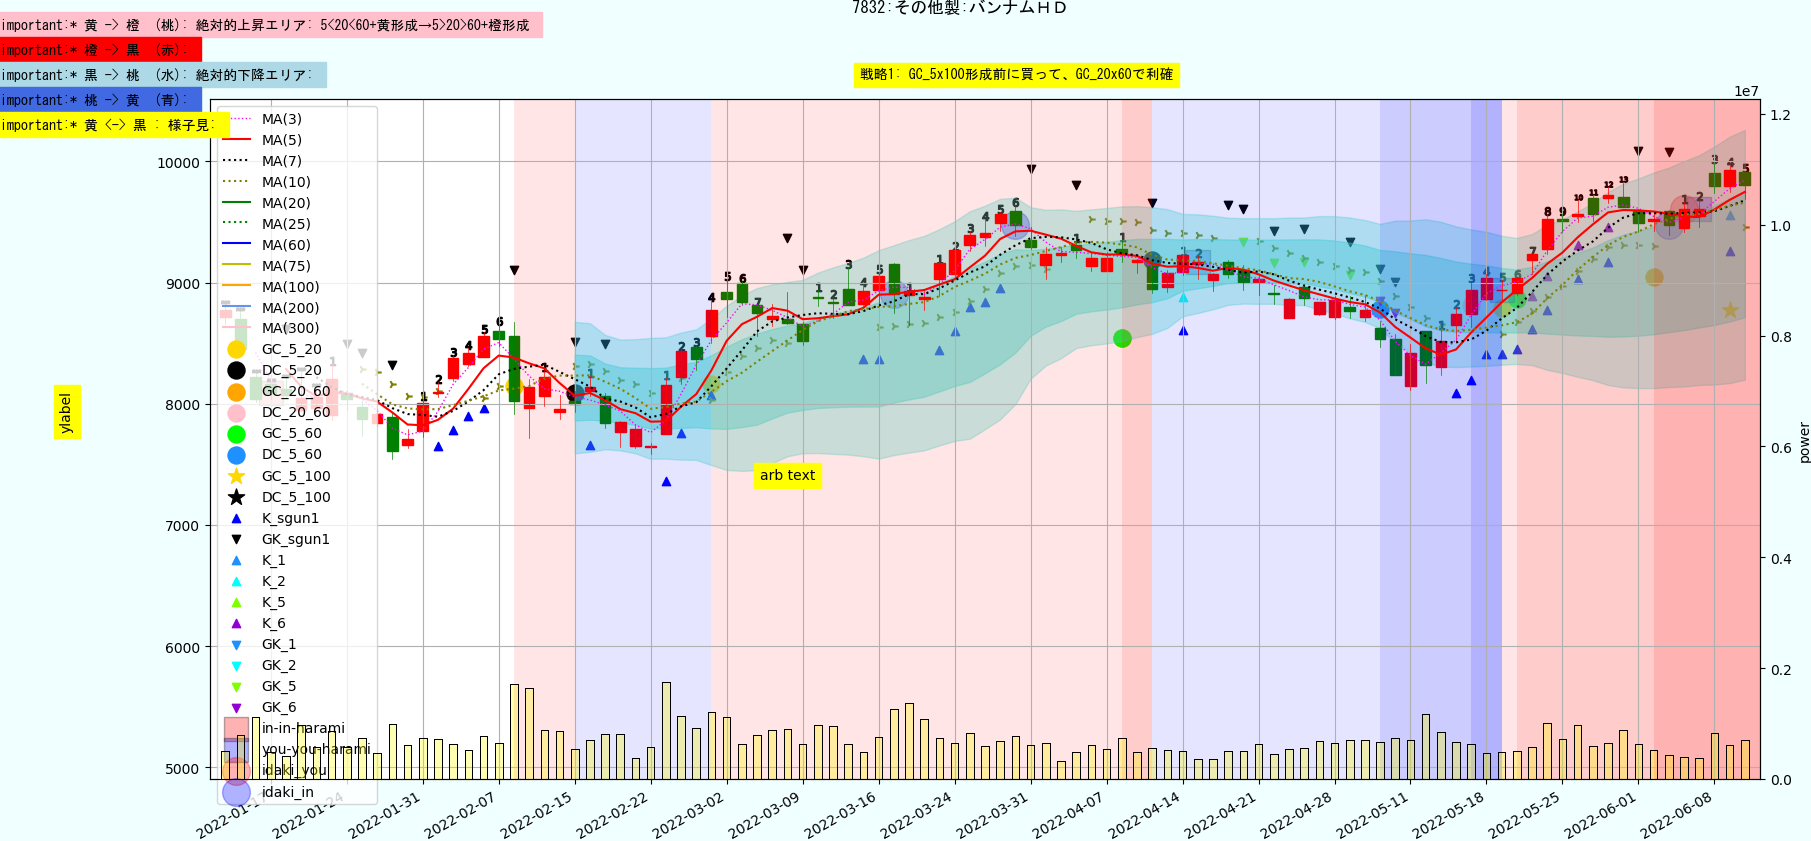 7832:その他製:バンナムＨＤ
important:* 黄 -> 橙 （桃）: 絶対的上昇エリア: 5<20<60+黄形成→5>20>60+橙形成
important:* 橙 -> 黒 （赤）:
important:* 黒 -> 桃 （水）: 絶対的下降エリア:
戦略1: GC_5x100形成前に買って、GC_20x60で利確
important:* 桃 -> 黄 （青）:
important:* 黄 <-> 黒 : 様子見:
1e7
MA(3)
MA(5)
MA(7)
MA(10)
MA(20)
MA(25)
MA(60)
MA(75)
MA(100)
MA(200)
MA(300)
GC_5_20
DC_5_20
GC_20_60
DC_20_60
GC_5_60
DC_5_60
GC_5_100
DC_5_100
K_sgun1
GK_sgun1
K_1
K_2
K_5
K_6
GK_1
GK_2
GK_5
GK_6
in-in-harami
you-you-harami
idaki_you
idaki_in
10000
9000
8000
7000
6000
5000
ylabel
arb text
1.2
1.0
0.8
0.6
0.4
0.2
0.0
power
2022-01-17
2022-01-24
2022-01-31
2022-02-07
2022-02-15
2022-02-22
2022-03-02
2022-03-09
2022-03-16
2022-03-24
2022-03-31
2022-04-07
2022-04-14
2022-04-21
2022-04-28
2022-05-11
2022-05-18
2022-05-25
2022-06-01
2022-06-08